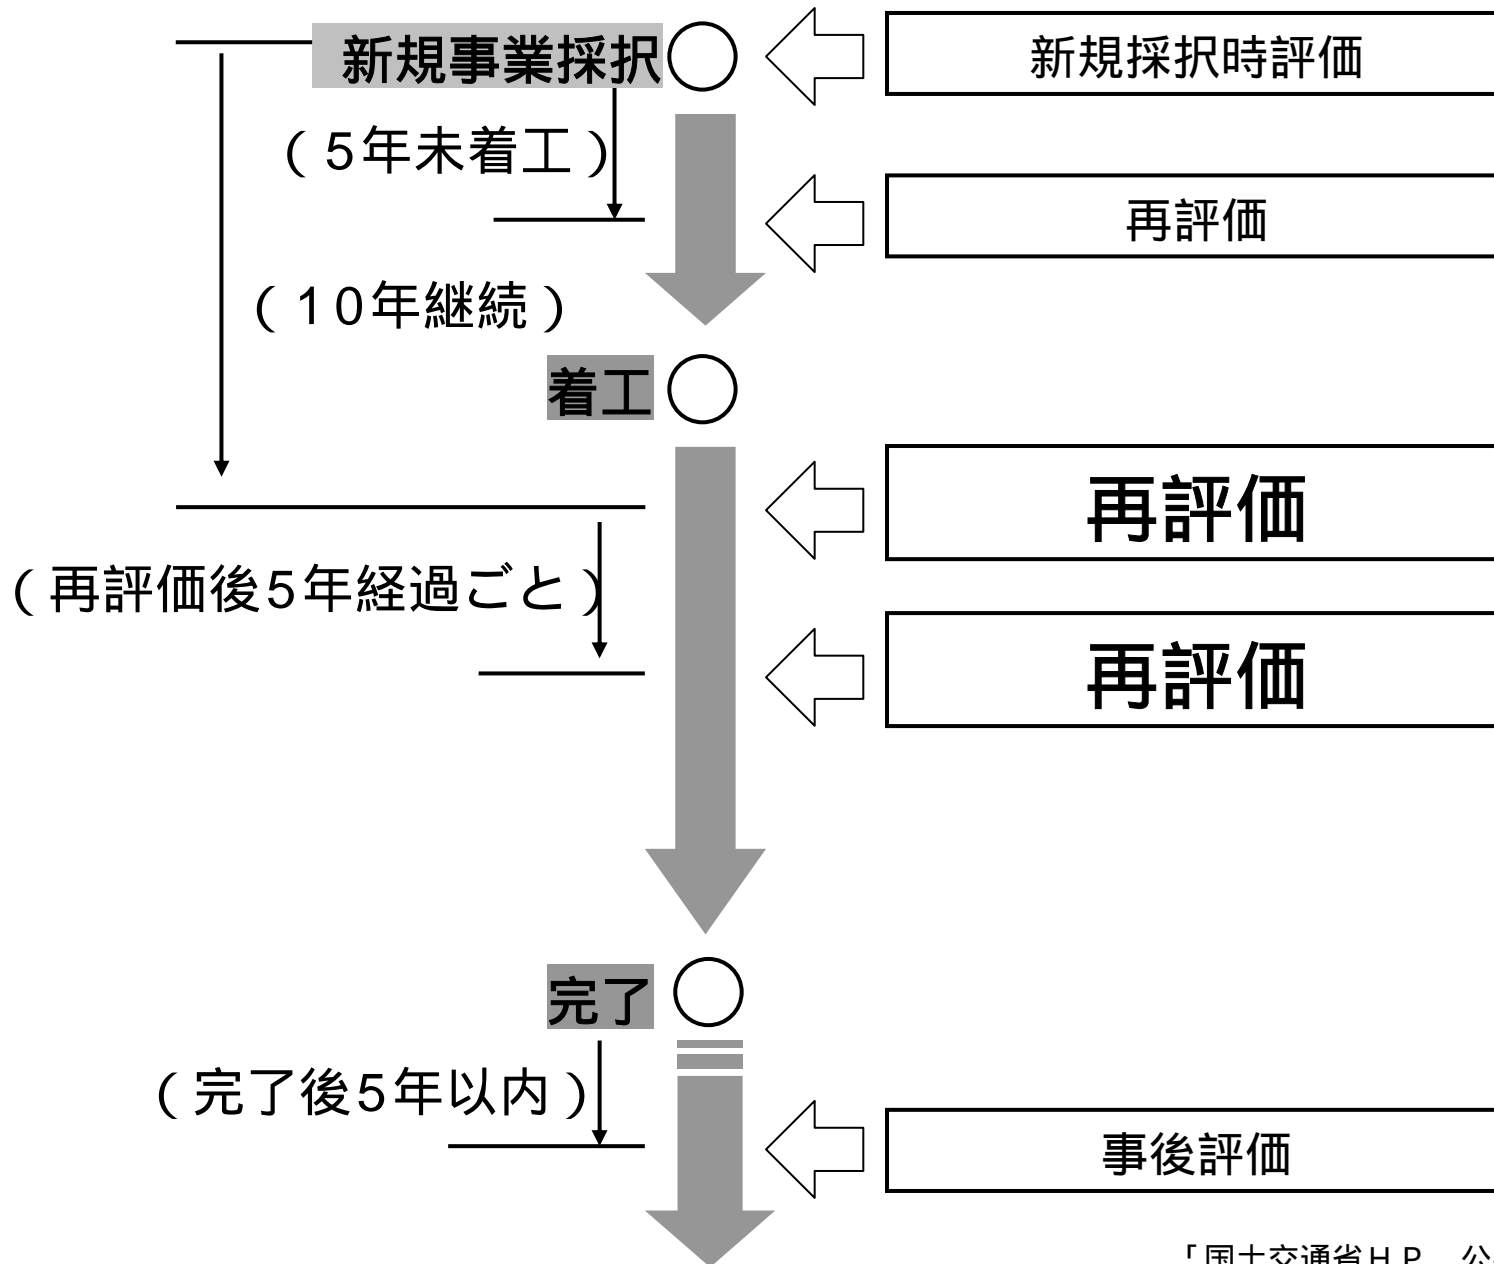 新規事業採択
新規採択時評価
（５年未着工）
再評価
（１０年継続）
着工
再評価
（再評価後５年経過ごと）
再評価
完了
（完了後５年以内）
事後評価
「国土交通省ＨＰ　公